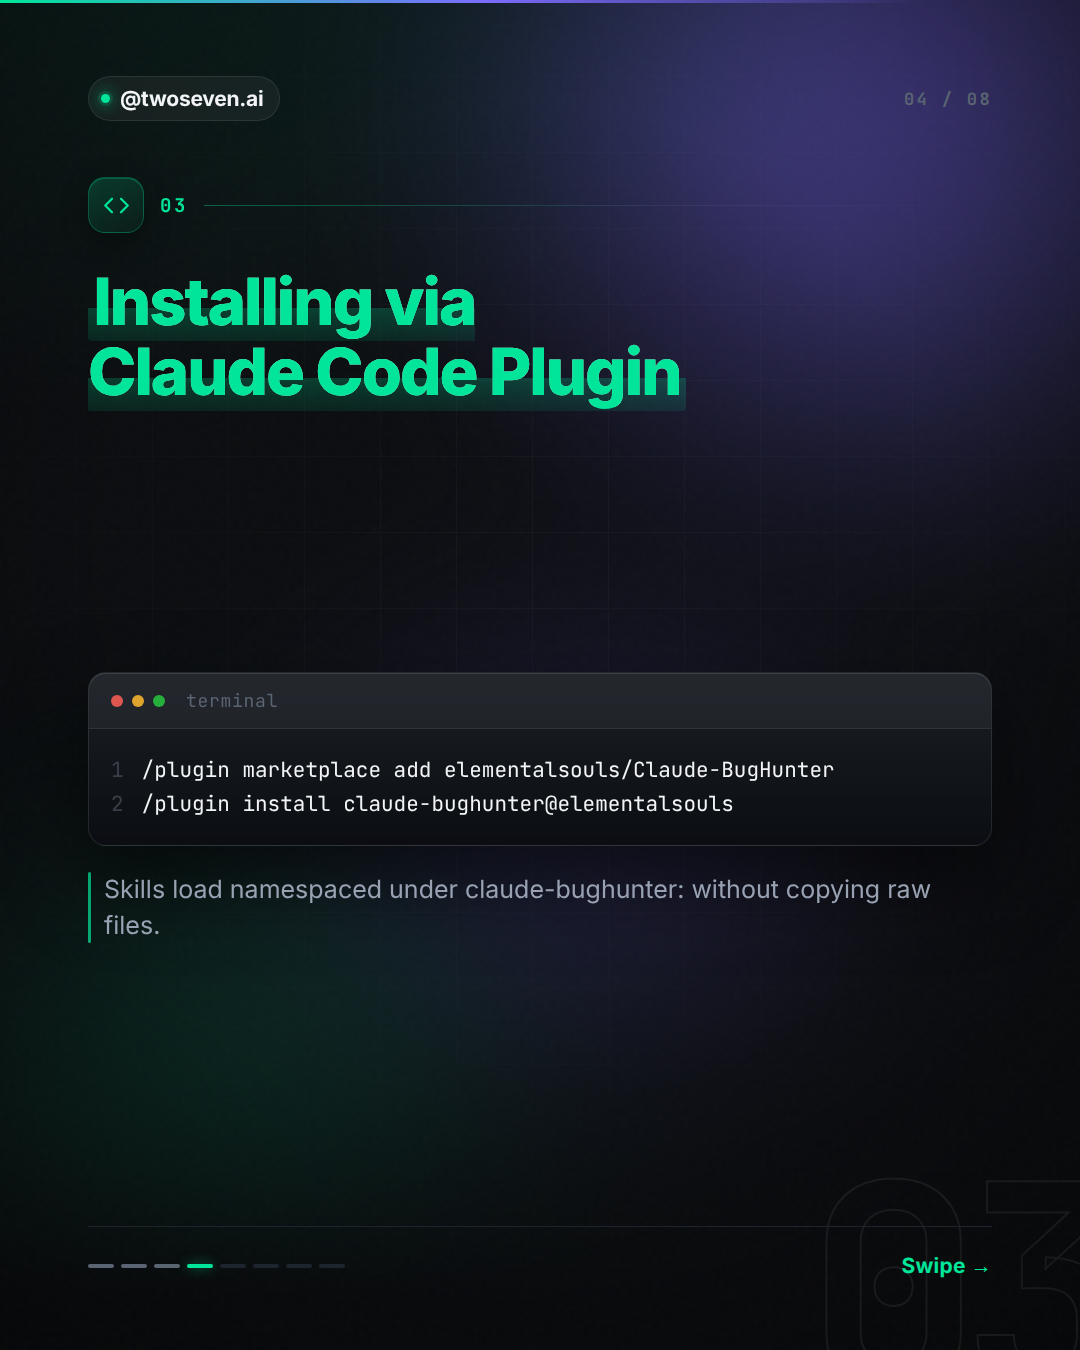 @twoseven.ai
04 / 08
03
Installing via
Claude Code Plugin
terminal
1 /plugin marketplace add elementalsouls/Claude-BugHunter
2 /plugin install claude-bughunter@elementalsouls
Skills load namespaced under claude-bughunter: without copying raw
files.
Swipe →
03